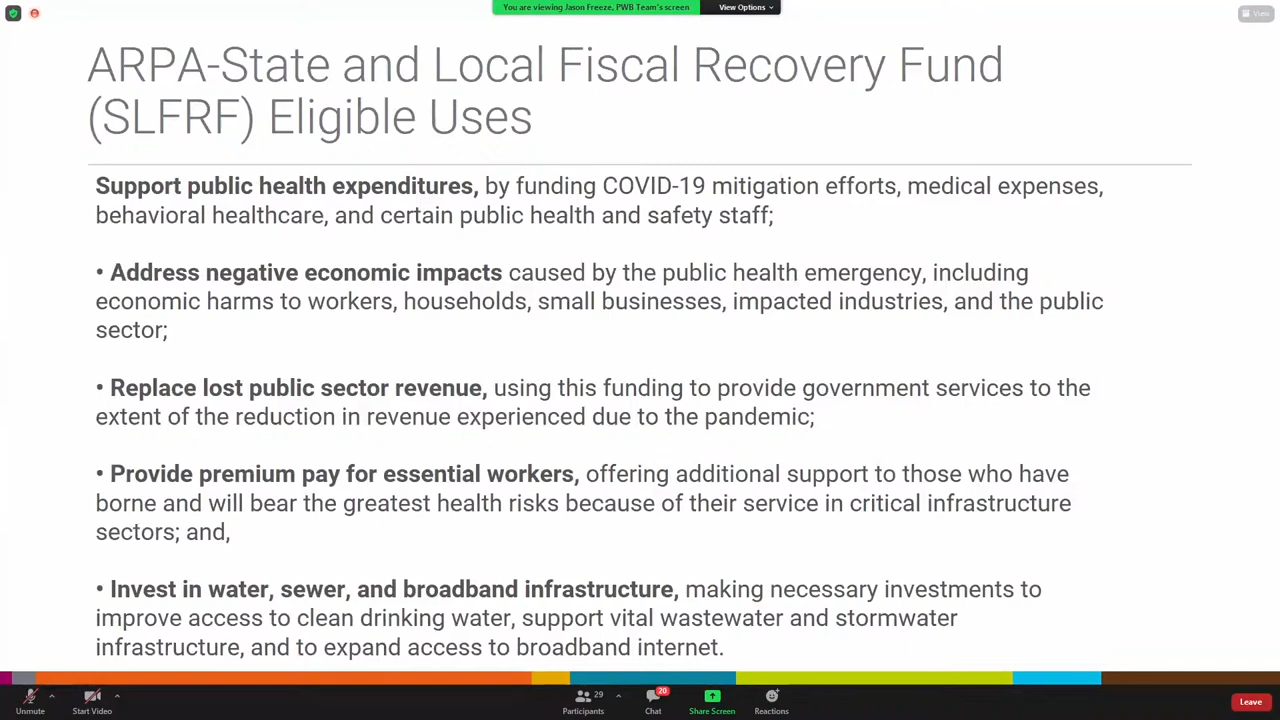 You are viewing Jason Freeze, PWB Team's screen
View Options
View
ARPA-State and Local Fiscal Recovery Fund
(SLFRF) Eligible Uses
Support public health expenditures, by funding COVID-19 mitigation efforts, medical expenses,
behavioral healthcare, and certain public health and safety staff;
• Address negative economic impacts caused by the public health emergency, including
economic harms to workers, households, small businesses, impacted industries, and the public
sector;
• Replace lost public sector revenue, using this funding to provide government services to the
extent of the reduction in revenue experienced due to the pandemic;
• Provide premium pay for essential workers, offering additional support to those who have
borne and will bear the greatest health risks because of their service in critical infrastructure
sectors; and,
• Invest in water, sewer, and broadband infrastructure, making necessary investments to
improve access to clean drinking water, support vital wastewater and stormwater
infrastructure, and to expand access to broadband internet.
Unmute
Start Video
29
Participants
20
Chat
Share Screen
Reactions
Leave